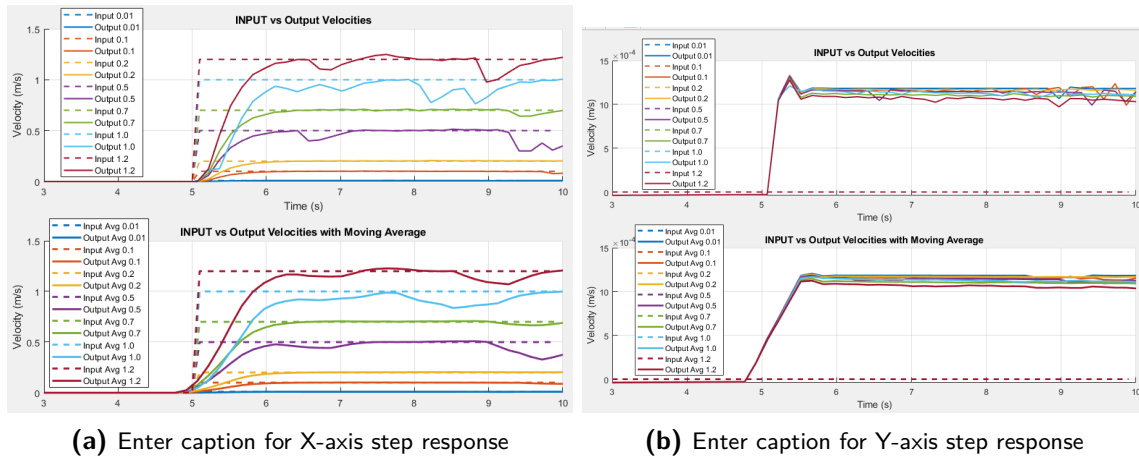 INPUT vs Output Velocities
1.5
1
0.5
0
Velocity (m/s)
Input 0.01
Output 0.01
Input 0.1
Output 0.1
Input 0.2
Output 0.2
Input 0.5
Output 0.5
Input 0.7
Output 0.7
Input 1.0
Output 1.0
Input 1.2
Output 1.2
3 4 5 6 7 8 9 10
Time (s)
INPUT vs Output Velocities with Moving Average
1.5
1
0.5
0
Velocity (m/s)
Input Avg 0.01
Output Avg 0.01
Input Avg 0.1
Output Avg 0.1
Input Avg 0.2
Output Avg 0.2
Input Avg 0.5
Output Avg 0.5
Input Avg 0.7
Output Avg 0.7
Input Avg 1.0
Output Avg 1.0
Input Avg 1.2
Output Avg 1.2
3 4 5 6 7 8 9 10
Time (s)
(a) Enter caption for X-axis step response
INPUT vs Output Velocities
15
10
5
0
Velocity (m/s)
Input 0.01
Output 0.01
Input 0.1
Output 0.1
Input 0.2
Output 0.2
Input 0.5
Output 0.5
Input 0.7
Output 0.7
Input 1.0
Output 1.0
Input 1.2
Output 1.2
3 4 5 6 7 8 9 10
Time (s)
INPUT vs Output Velocities with Moving Average
15
10
5
0
Velocity (m/s)
Input Avg 0.01
Output Avg 0.01
Input Avg 0.1
Output Avg 0.1
Input Avg 0.2
Output Avg 0.2
Input Avg 0.5
Output Avg 0.5
Input Avg 0.7
Output Avg 0.7
Input Avg 1.0
Output Avg 1.0
Input Avg 1.2
Output Avg 1.2
3 4 5 6 7 8 9 10
Time (s)
(b) Enter caption for Y-axis step response